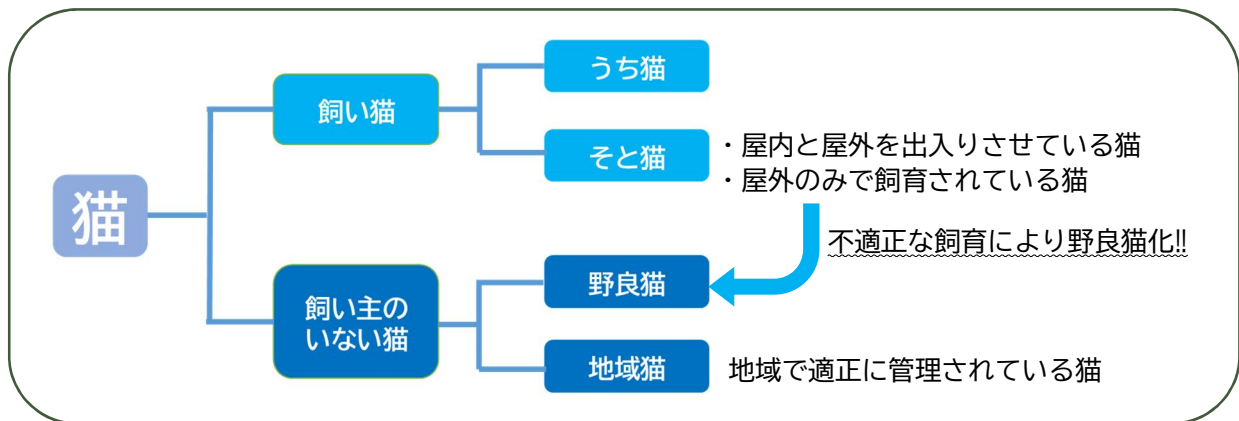 猫
飼い猫
うち猫
そと猫
・屋内と屋外を出入りさせている猫
・屋外のみで飼育されている猫
不適正な飼育により野良猫化!!
飼い主の
いない猫
野良猫
地域猫
地域で適正に管理されている猫